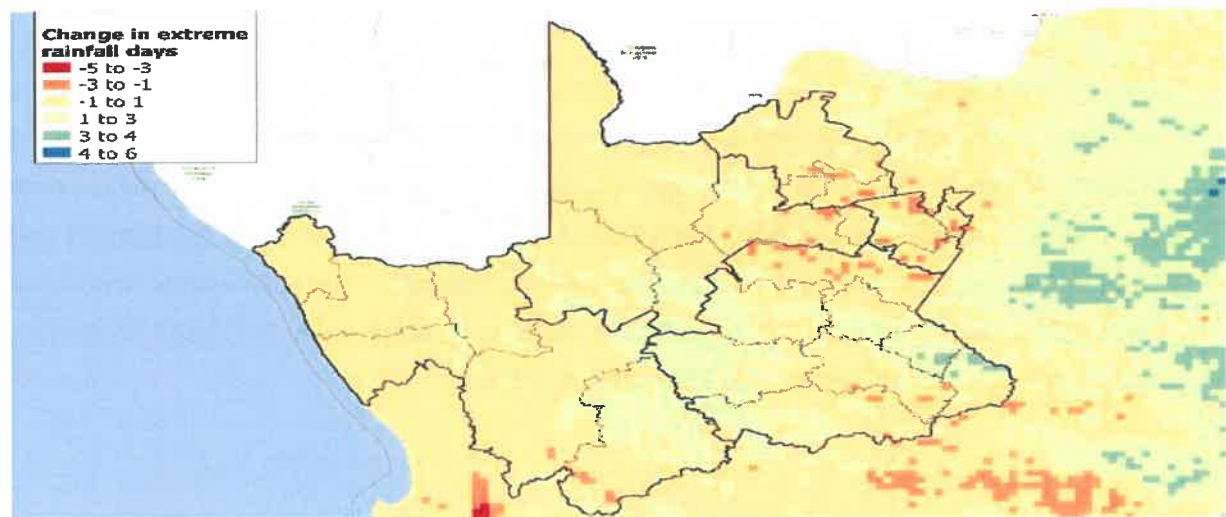 Change in extreme
rainfall days
-5 to -3
-3 to -1
-1 to 1
1 to 3
3 to 4
4 to 6